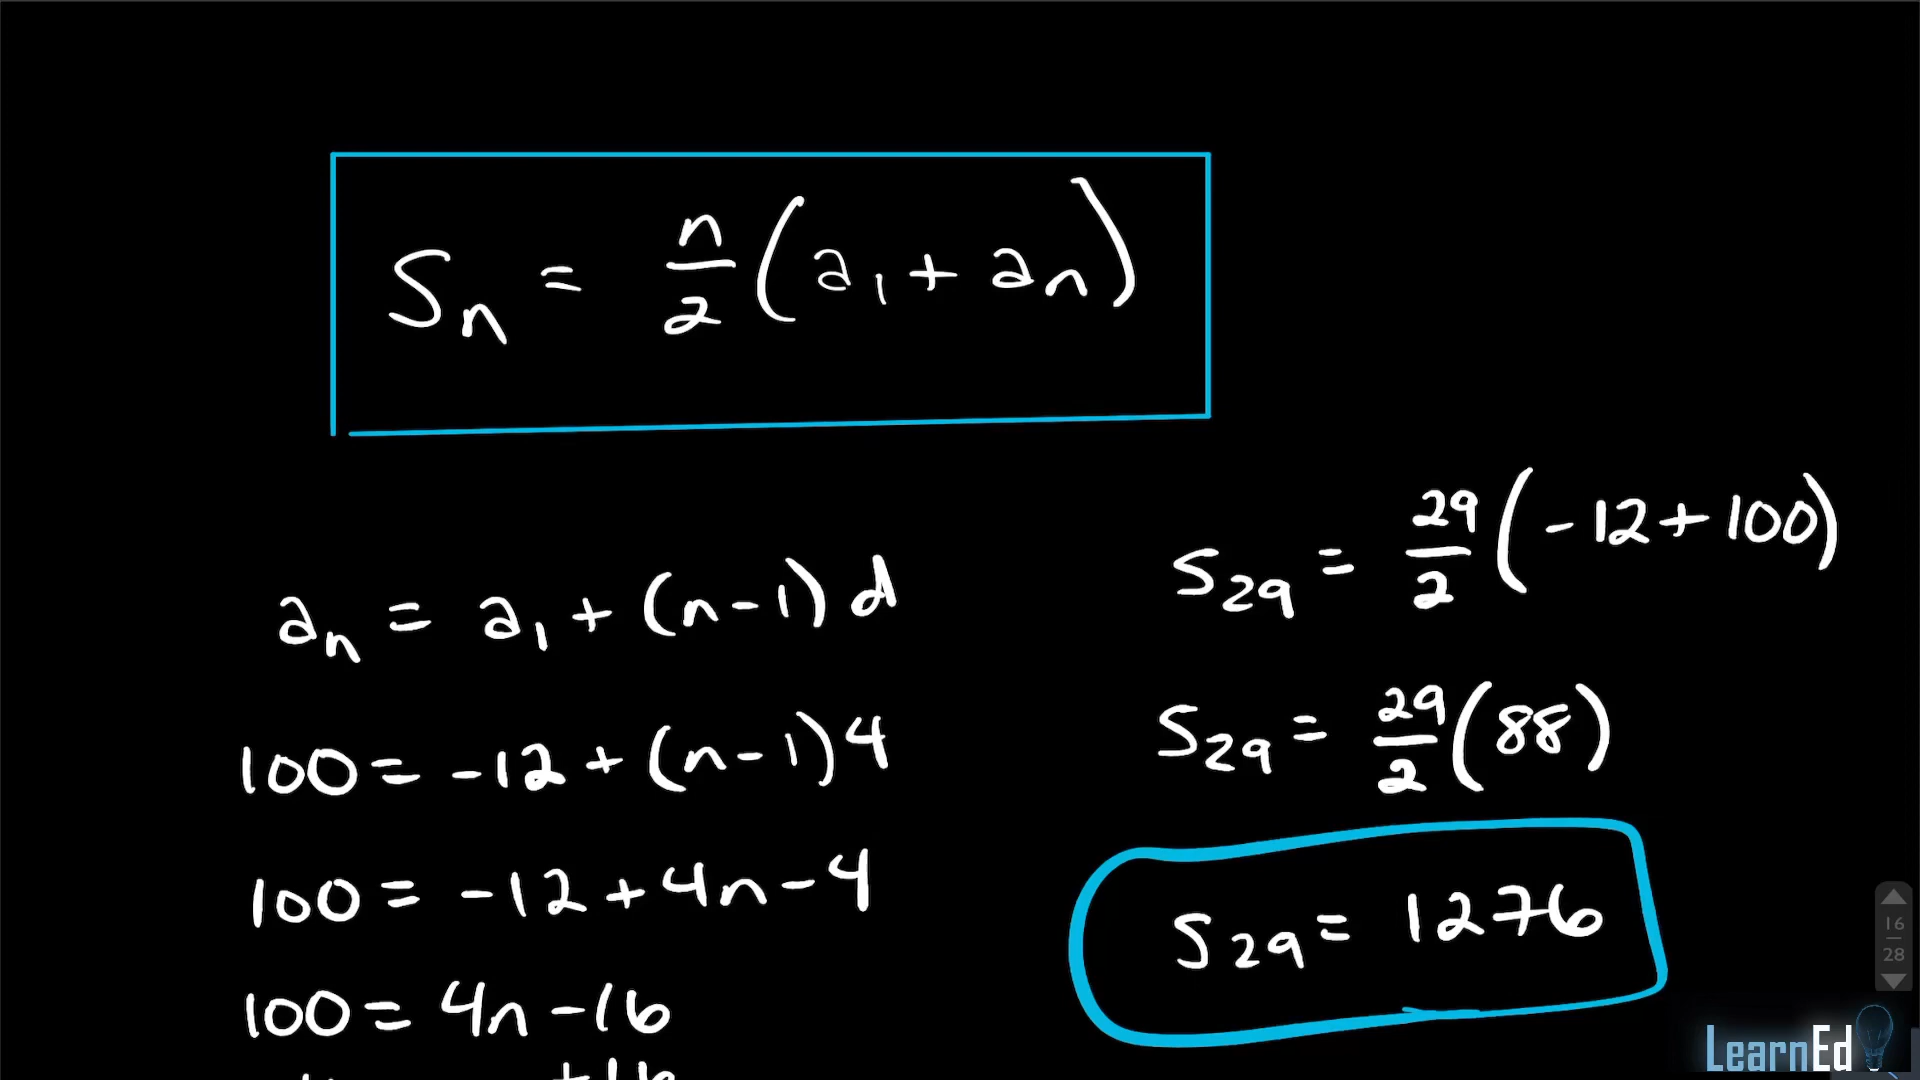 Sₙ = n/2 (a₁ + aₙ)
aₙ = a₁ + (n-1) d
100 = -12 + (n-1)4
100 = -12 + 4n - 4
100 = 4n - 16
S₂₉ = 29/2 (-12 + 100)
S₂₉ = 29/2 (88)
S₂₉ = 1276
16
28
LearnEd